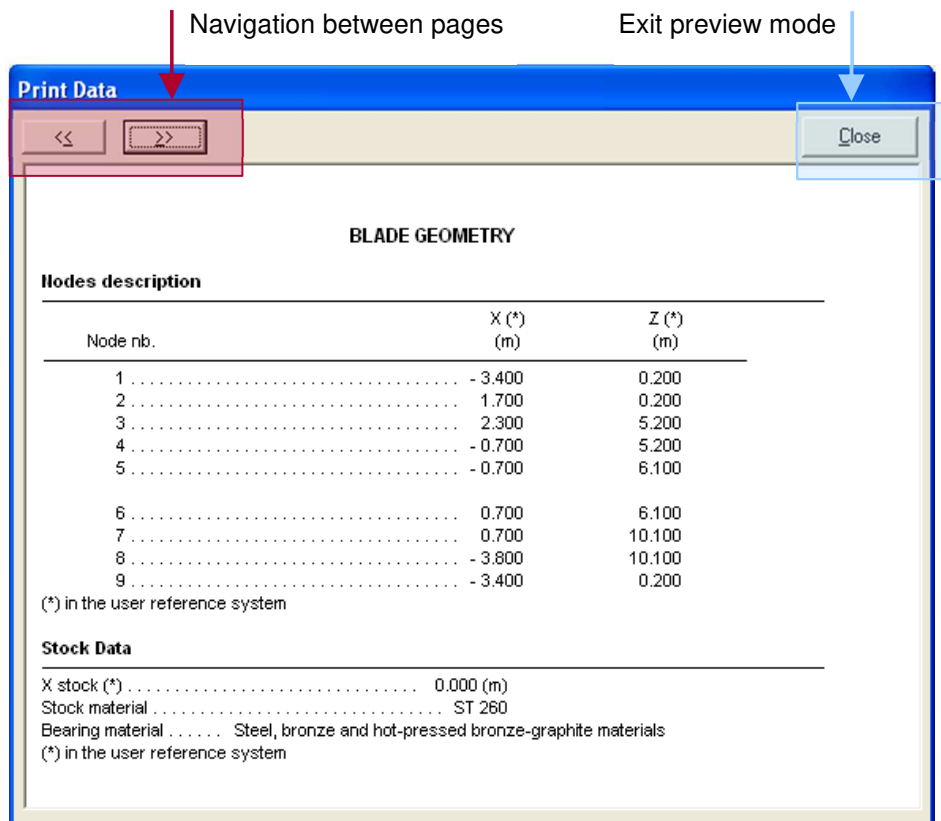 Navigation between pages Exit preview mode
Print Data
<< >> Close
BLADE GEOMETRY
Nodes description
X (*) Z (*)
Node nb. (m) (m)
1 . . . . . . . . . . . . . . . . . . . . . . . . . . . . . . . . . . . - 3.400 0.200
2 . . . . . . . . . . . . . . . . . . . . . . . . . . . . . . . . . . . 1.700 0.200
3 . . . . . . . . . . . . . . . . . . . . . . . . . . . . . . . . . . . 2.300 5.200
4 . . . . . . . . . . . . . . . . . . . . . . . . . . . . . . . . . . . - 0.700 5.200
5 . . . . . . . . . . . . . . . . . . . . . . . . . . . . . . . . . . . - 0.700 6.100
6 . . . . . . . . . . . . . . . . . . . . . . . . . . . . . . . . . . . 0.700 6.100
7 . . . . . . . . . . . . . . . . . . . . . . . . . . . . . . . . . . . 0.700 10.100
8 . . . . . . . . . . . . . . . . . . . . . . . . . . . . . . . . . . . - 3.800 10.100
9 . . . . . . . . . . . . . . . . . . . . . . . . . . . . . . . . . . . - 3.400 0.200
(*) in the user reference system
Stock Data
X stock (*) . . . . . . . . . . . . . . . . . . . . . . . . . . . . . . . 0.000 (m)
Stock material . . . . . . . . . . . . . . . . . . . . . . . . . . . . . . . ST 260
Bearing material . . . . . . Steel, bronze and hot-pressed bronze-graphite materials
(*) in the user reference system